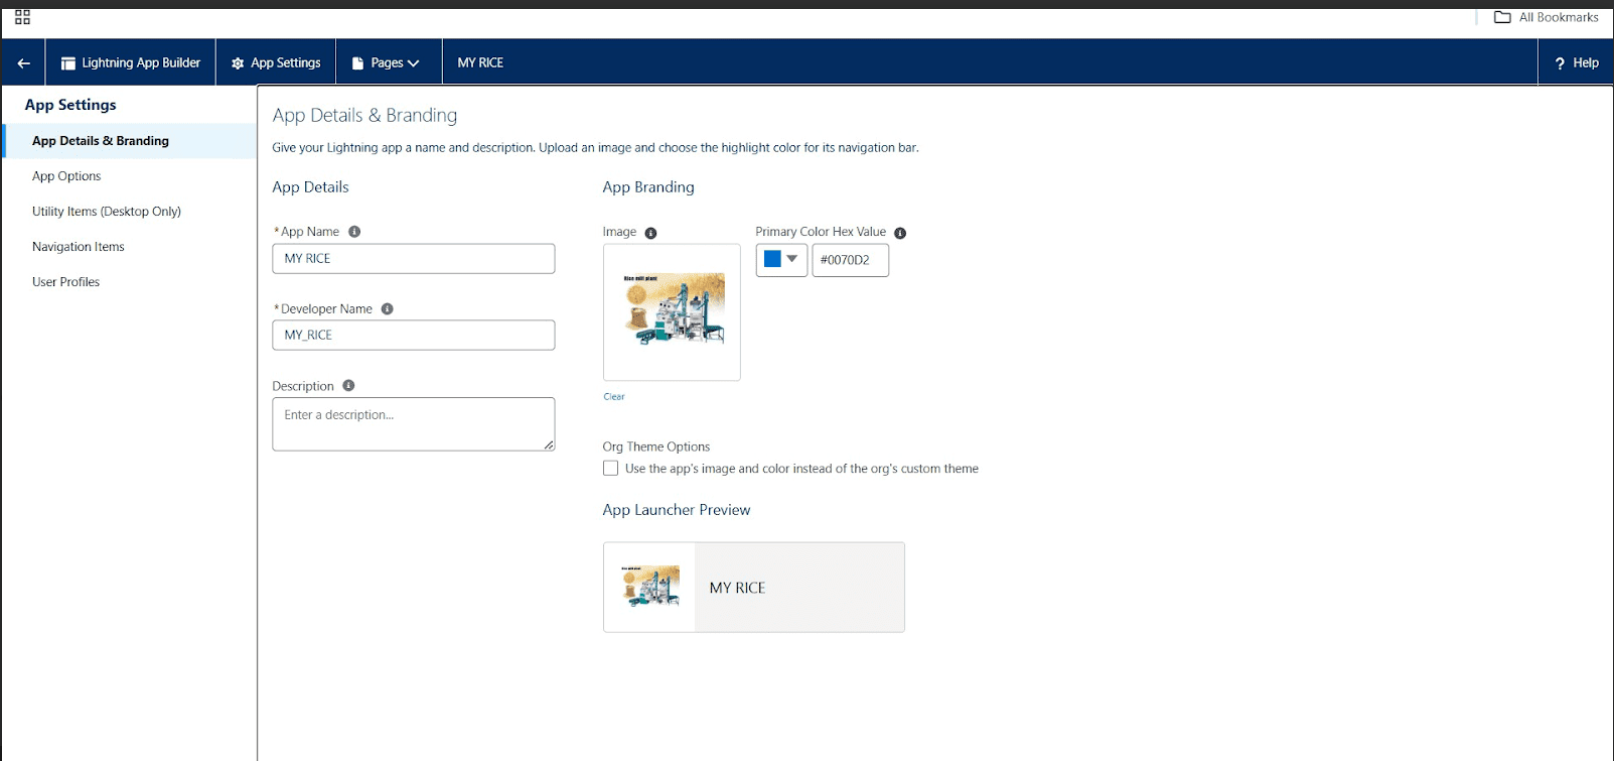 All Bookmarks
Lightning App Builder
App Settings
Pages
MY RICE
? Help
App Settings
App Details & Branding
App Options
Utility Items (Desktop Only)
Navigation Items
User Profiles
App Details & Branding
Give your Lightning app a name and description. Upload an image and choose the highlight color for its navigation bar.
App Details
*App Name
MY RICE
*Developer Name
MY_RICE
Description
Enter a description...
App Branding
Image
Rice mill plant
Clear
Primary Color Hex Value
#0070D2
Org Theme Options
Use the app's image and color instead of the org's custom theme
App Launcher Preview
Rice mill plant
MY RICE